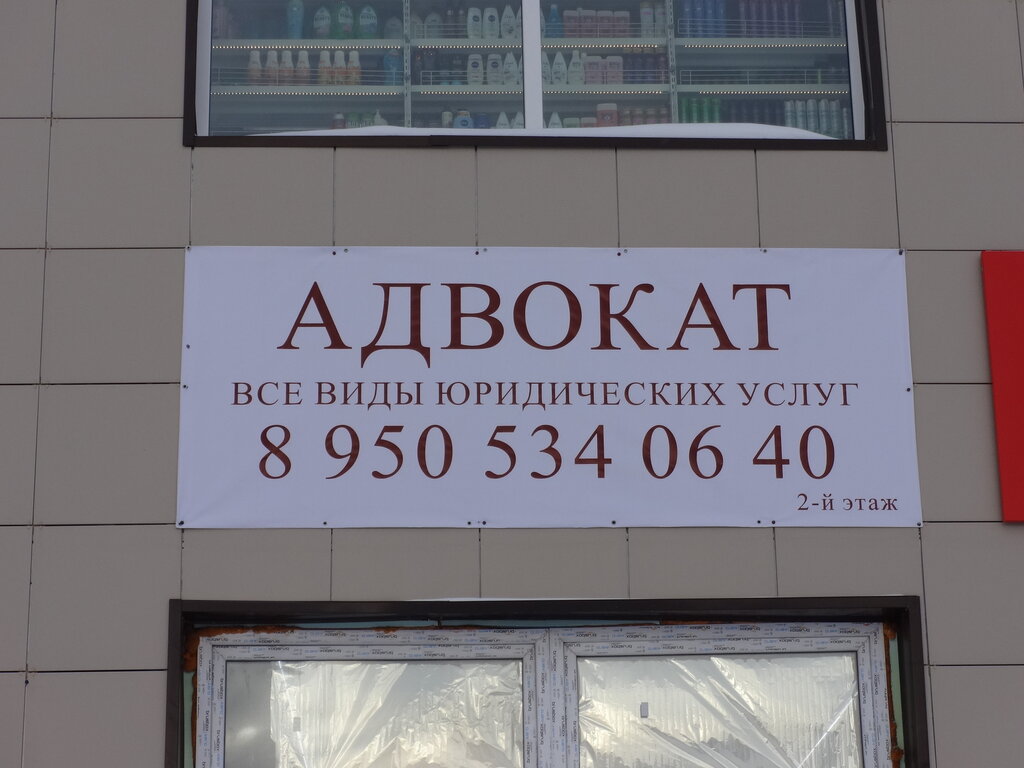 АДВОКАТ
ВСЕ ВИДЫ ЮРИДИЧЕСКИХ УСЛУГ
8 950 534 06 40
2-й этаж